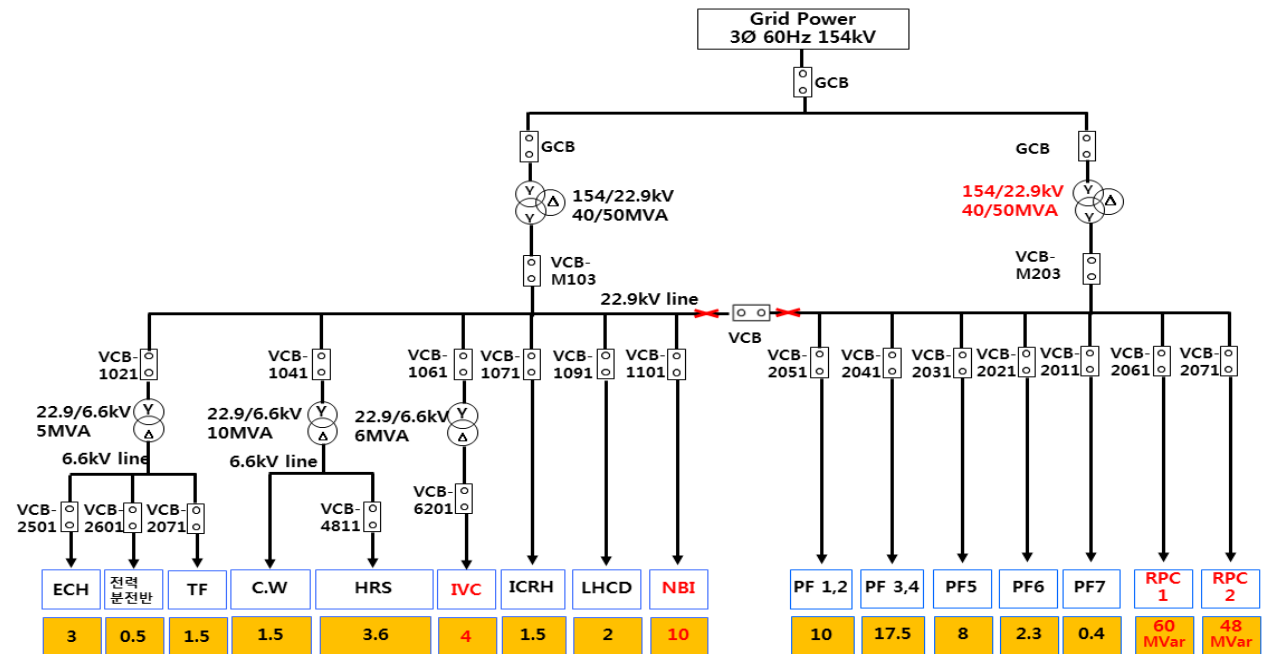 Grid Power
3Ø 60Hz 154kV
GCB
GCB
GCB
Y
Δ
Y
154/22.9kV
40/50MVA
154/22.9kV
40/50MVA
Y
Δ
Y
VCB-
M103
VCB-
M203
22.9kV line
VCB
VCB-
1021
VCB-
1041
VCB-
1061
VCB-
1071
VCB-
1091
VCB-
1101
VCB-
2051
VCB-
2041
VCB-
2031
VCB-
2021
VCB-
2011
VCB-
2061
VCB-
2071
22.9/6.6kV
5MVA
Y
Δ
22.9/6.6kV
10MVA
Y
Δ
22.9/6.6kV
6MVA
Y
Δ
6.6kV line
6.6kV line
VCB-
2501
VCB-
2601
VCB-
2071
VCB-
4811
VCB-
6201
ECH
전력
분전반
TF
C.W
HRS
IVC
ICRH
LHCD
NBI
PF 1,2
PF 3,4
PF5
PF6
PF7
RPC
1
RPC
2
3
0.5
1.5
1.5
3.6
4
1.5
2
10
10
17.5
8
2.3
0.4
60
MVar
48
MVar